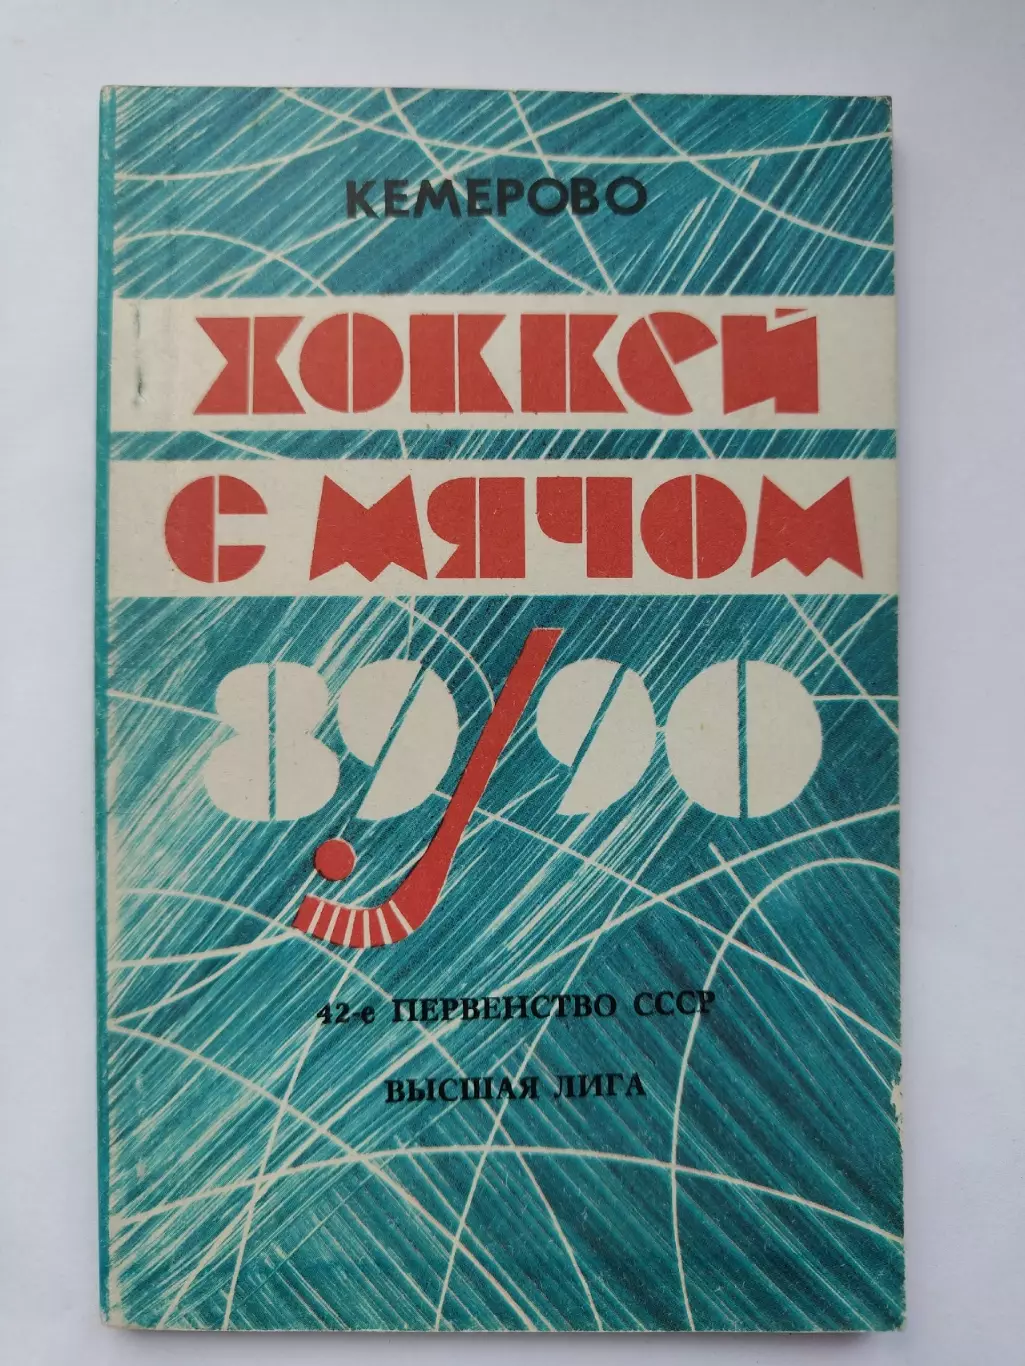 КЕМЕРОВО
ХОККЕЙ
С МЯЧОМ
89/90
42-е ПЕРВЕНСТВО СССР
ВЫСШАЯ ЛИГА